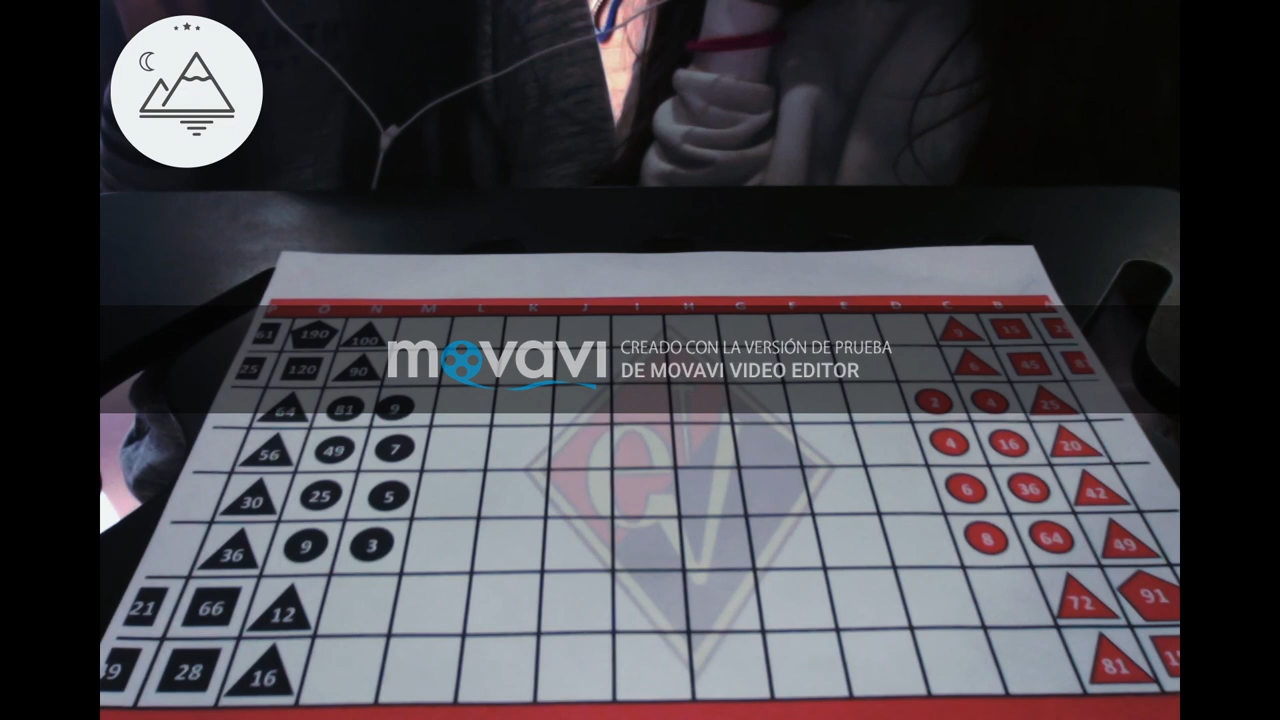 P O N M L K J I H G F E D C B A
61 190 100 9 15
25 120 90 6 45
64 81 9 2 4 25
56 49 7 4 16 20
30 25 5 6 36 42
36 9 3 8 64 49
21 66 12 72 91
28 16 81
movavi
CREADO CON LA VERSIÓN DE PRUEBA
DE MOVAVI VIDEO EDITOR
eV